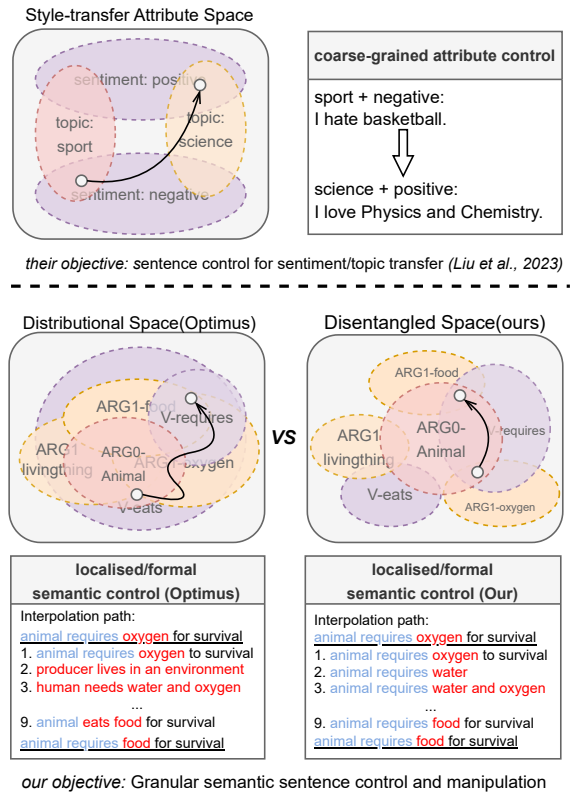 Style-transfer Attribute Space
sentiment: positive
topic:
sport
topic:
science
sentiment: negative
coarse-grained attribute control
sport + negative:
I hate basketball.
science + positive:
I love Physics and Chemistry.
their objective: sentence control for sentiment/topic transfer (Liu et al., 2023)
Distributional Space(Optimus)
ARG1-food
V-requires
ARG1
livingthing
ARG0-
Animal
ARG1-oxygen
V-eats
VS
Disentangled Space(ours)
ARG1-food
V-requires
ARG0-
Animal
ARG1
livingthing
V-eats
ARG1-oxygen
localised/formal
semantic control (Optimus)
Interpolation path:
animal requires oxygen for survival
1. animal requires oxygen to survival
2. producer lives in an environment
3. human needs water and oxygen
...
9. animal eats food for survival
animal requires food for survival
localised/formal
semantic control (Our)
Interpolation path:
animal requires oxygen for survival
1. animal requires oxygen to survival
2. animal requires water
3. animal requires water and oxygen
...
9. animal requires food for survival
animal requires food for survival
our objective: Granular semantic sentence control and manipulation